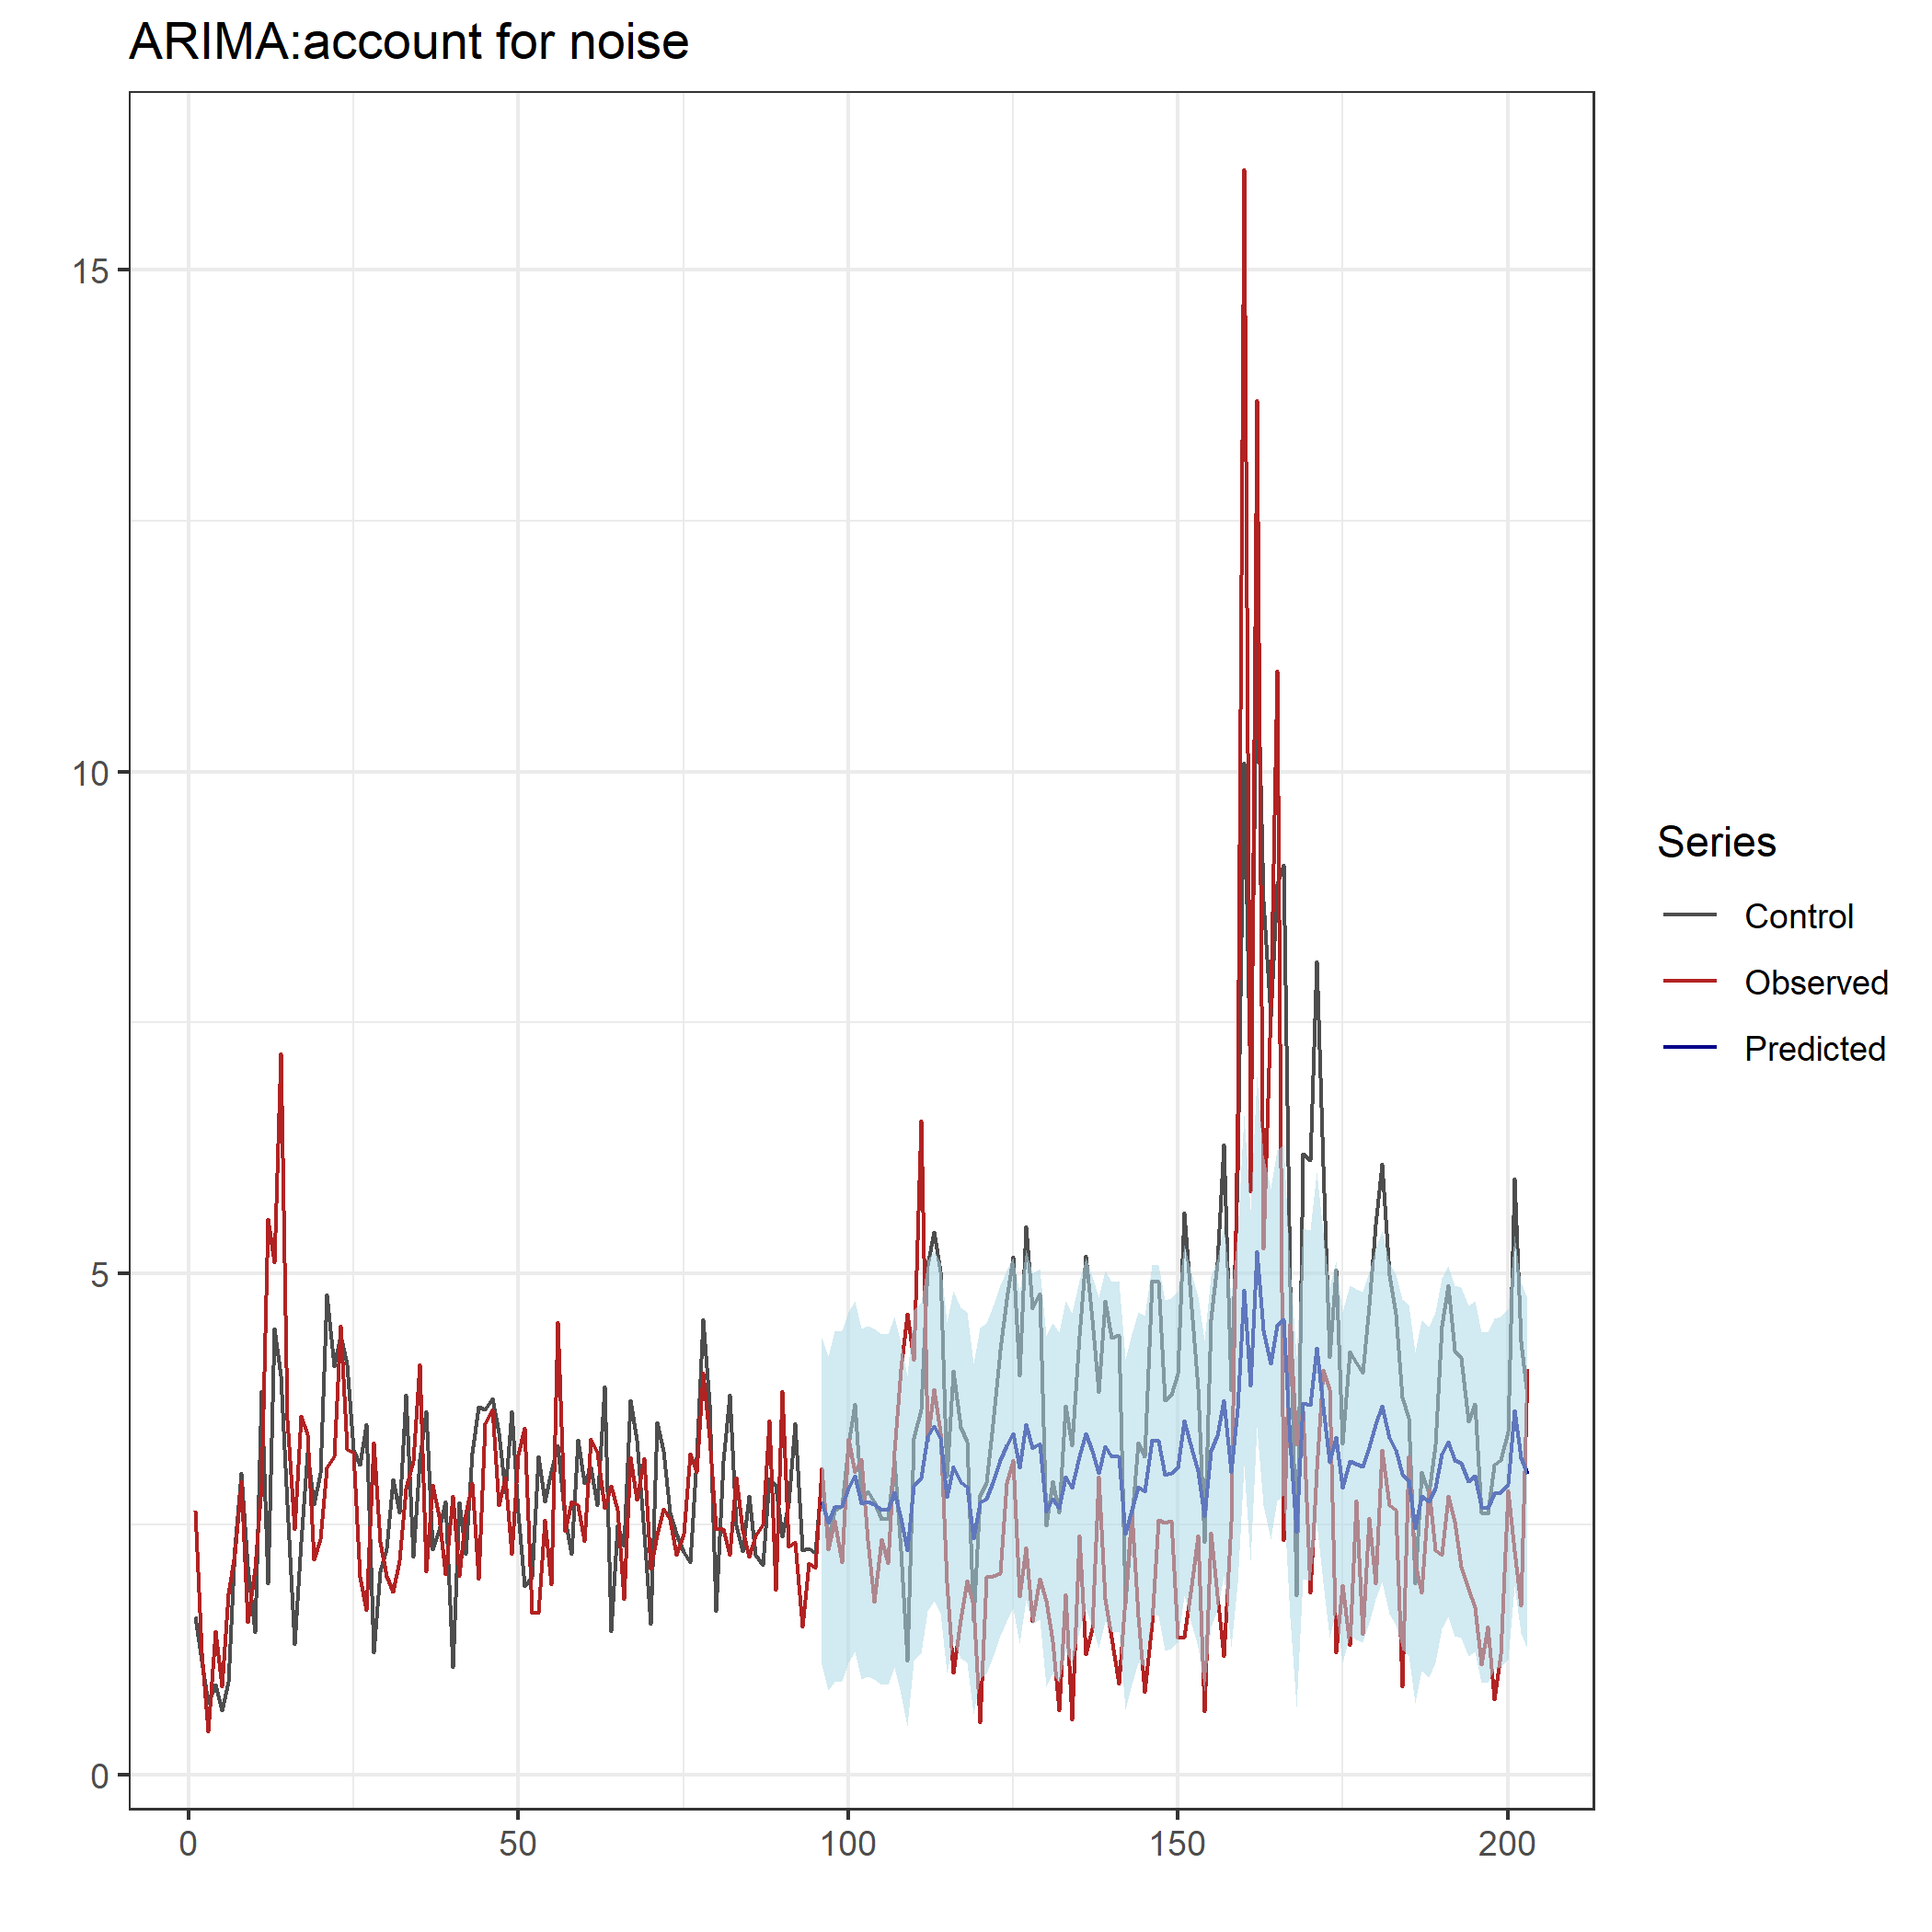 ARIMA:account for noise
15
10
5
0
0 50 100 150 200
Series
Control
Observed
Predicted